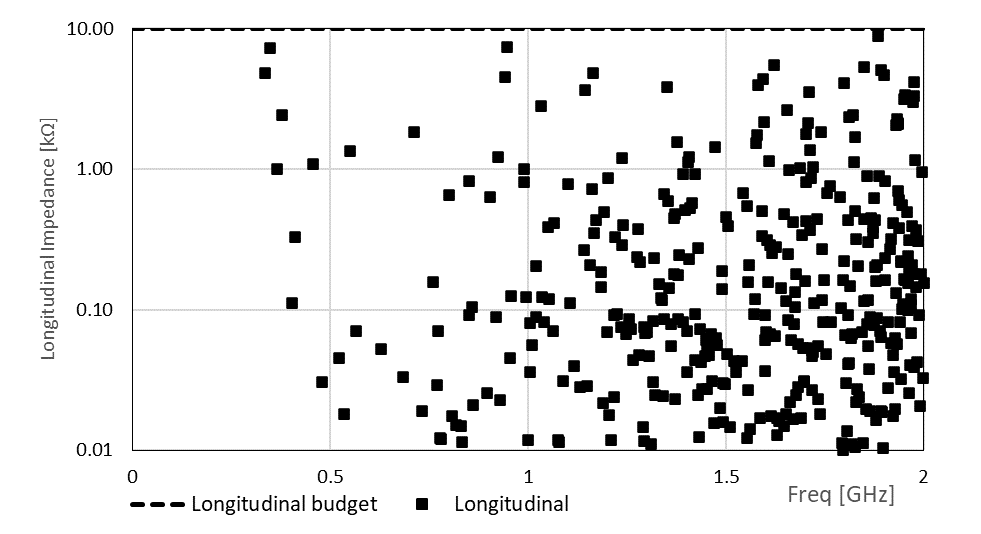 10.00
1.00
0.10
0.01
Longitudinal Impedance [kΩ]
0 0.5 1 1.5 2
Freq [GHz]
Longitudinal budget Longitudinal